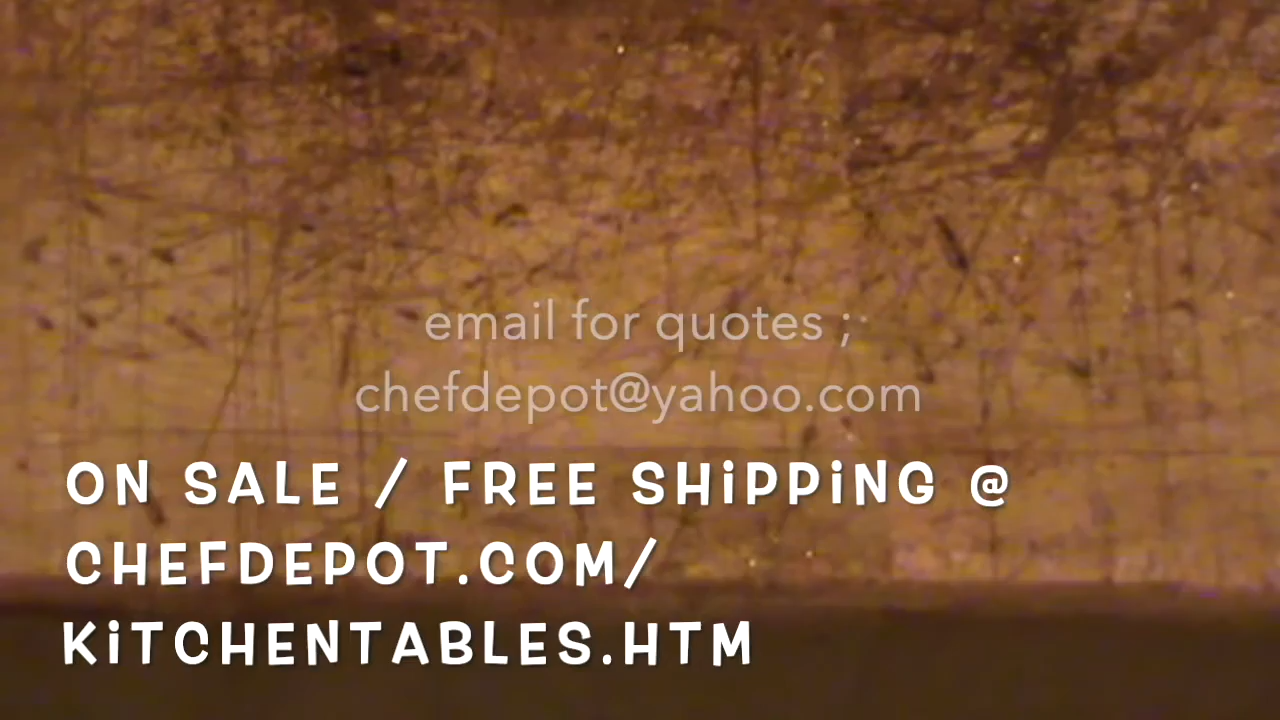 email for quotes ;
chefdepot@yahoo.com
ON SALE / FREE SHiPPiNG @
CHEFDEPOT.COM/
KiTCHENTABLES.HTM